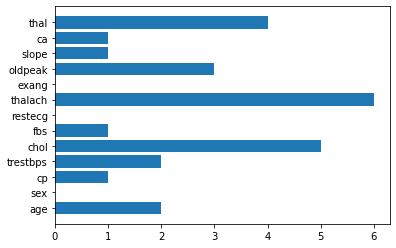 thal
ca
slope
oldpeak
exang
thalach
restecg
fbs
chol
trestbps
cp
sex
age
0 1 2 3 4 5 6